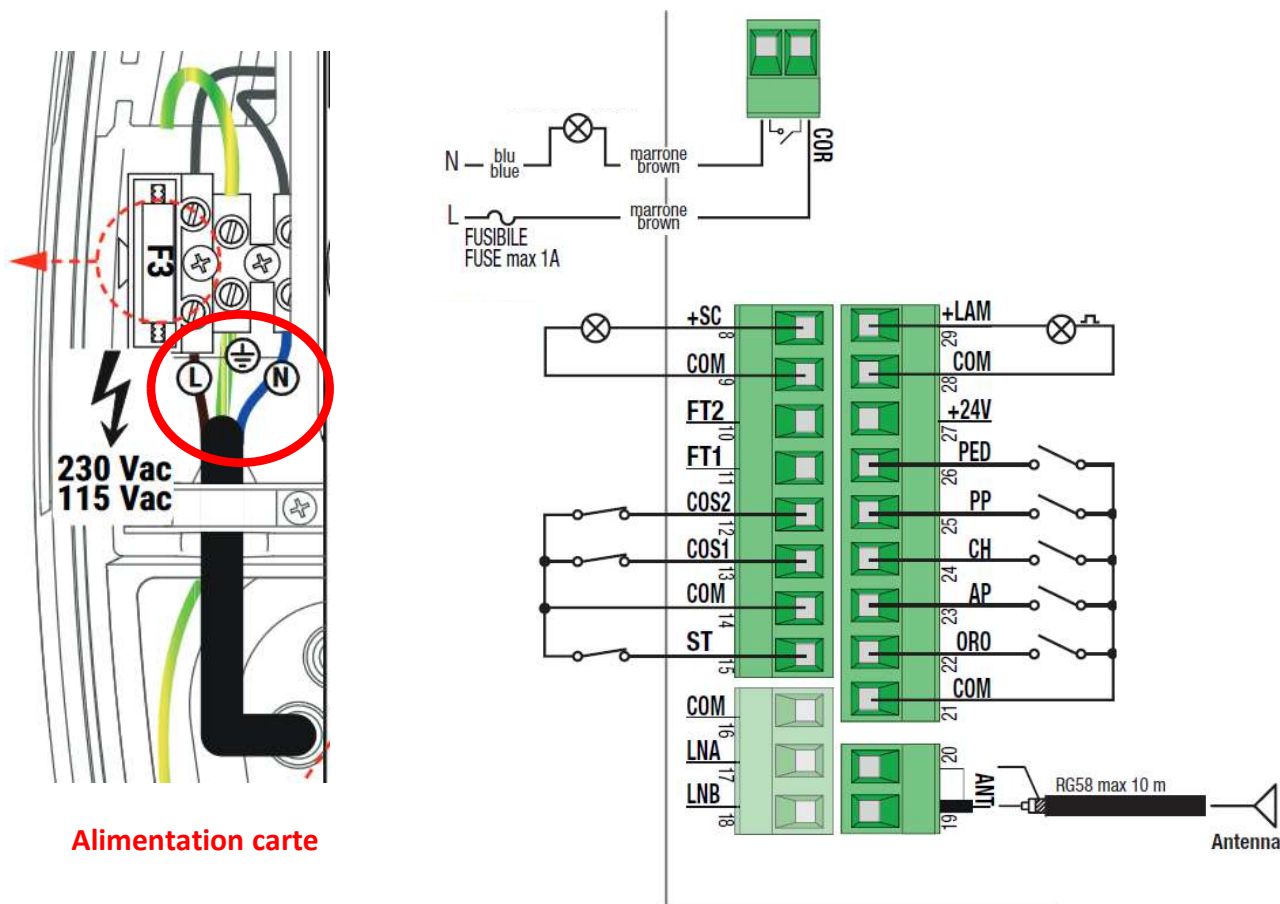 F3
L
N
230 Vac
115 Vac
Alimentation carte
COR
N
blu
blue
marrone
brown
L
marrone
brown
FUSIBILE
FUSE max 1A
+SC
8
COM
9
FT2
10
FT1
11
COS2
12
COS1
13
COM
14
ST
15
COM
16
LNA
17
LNB
18
+LAM
29
COM
28
+24V
27
PED
26
PP
25
CH
24
AP
23
ORO
22
COM
21
20
ANT
19
RG58 max 10 m
Antenna